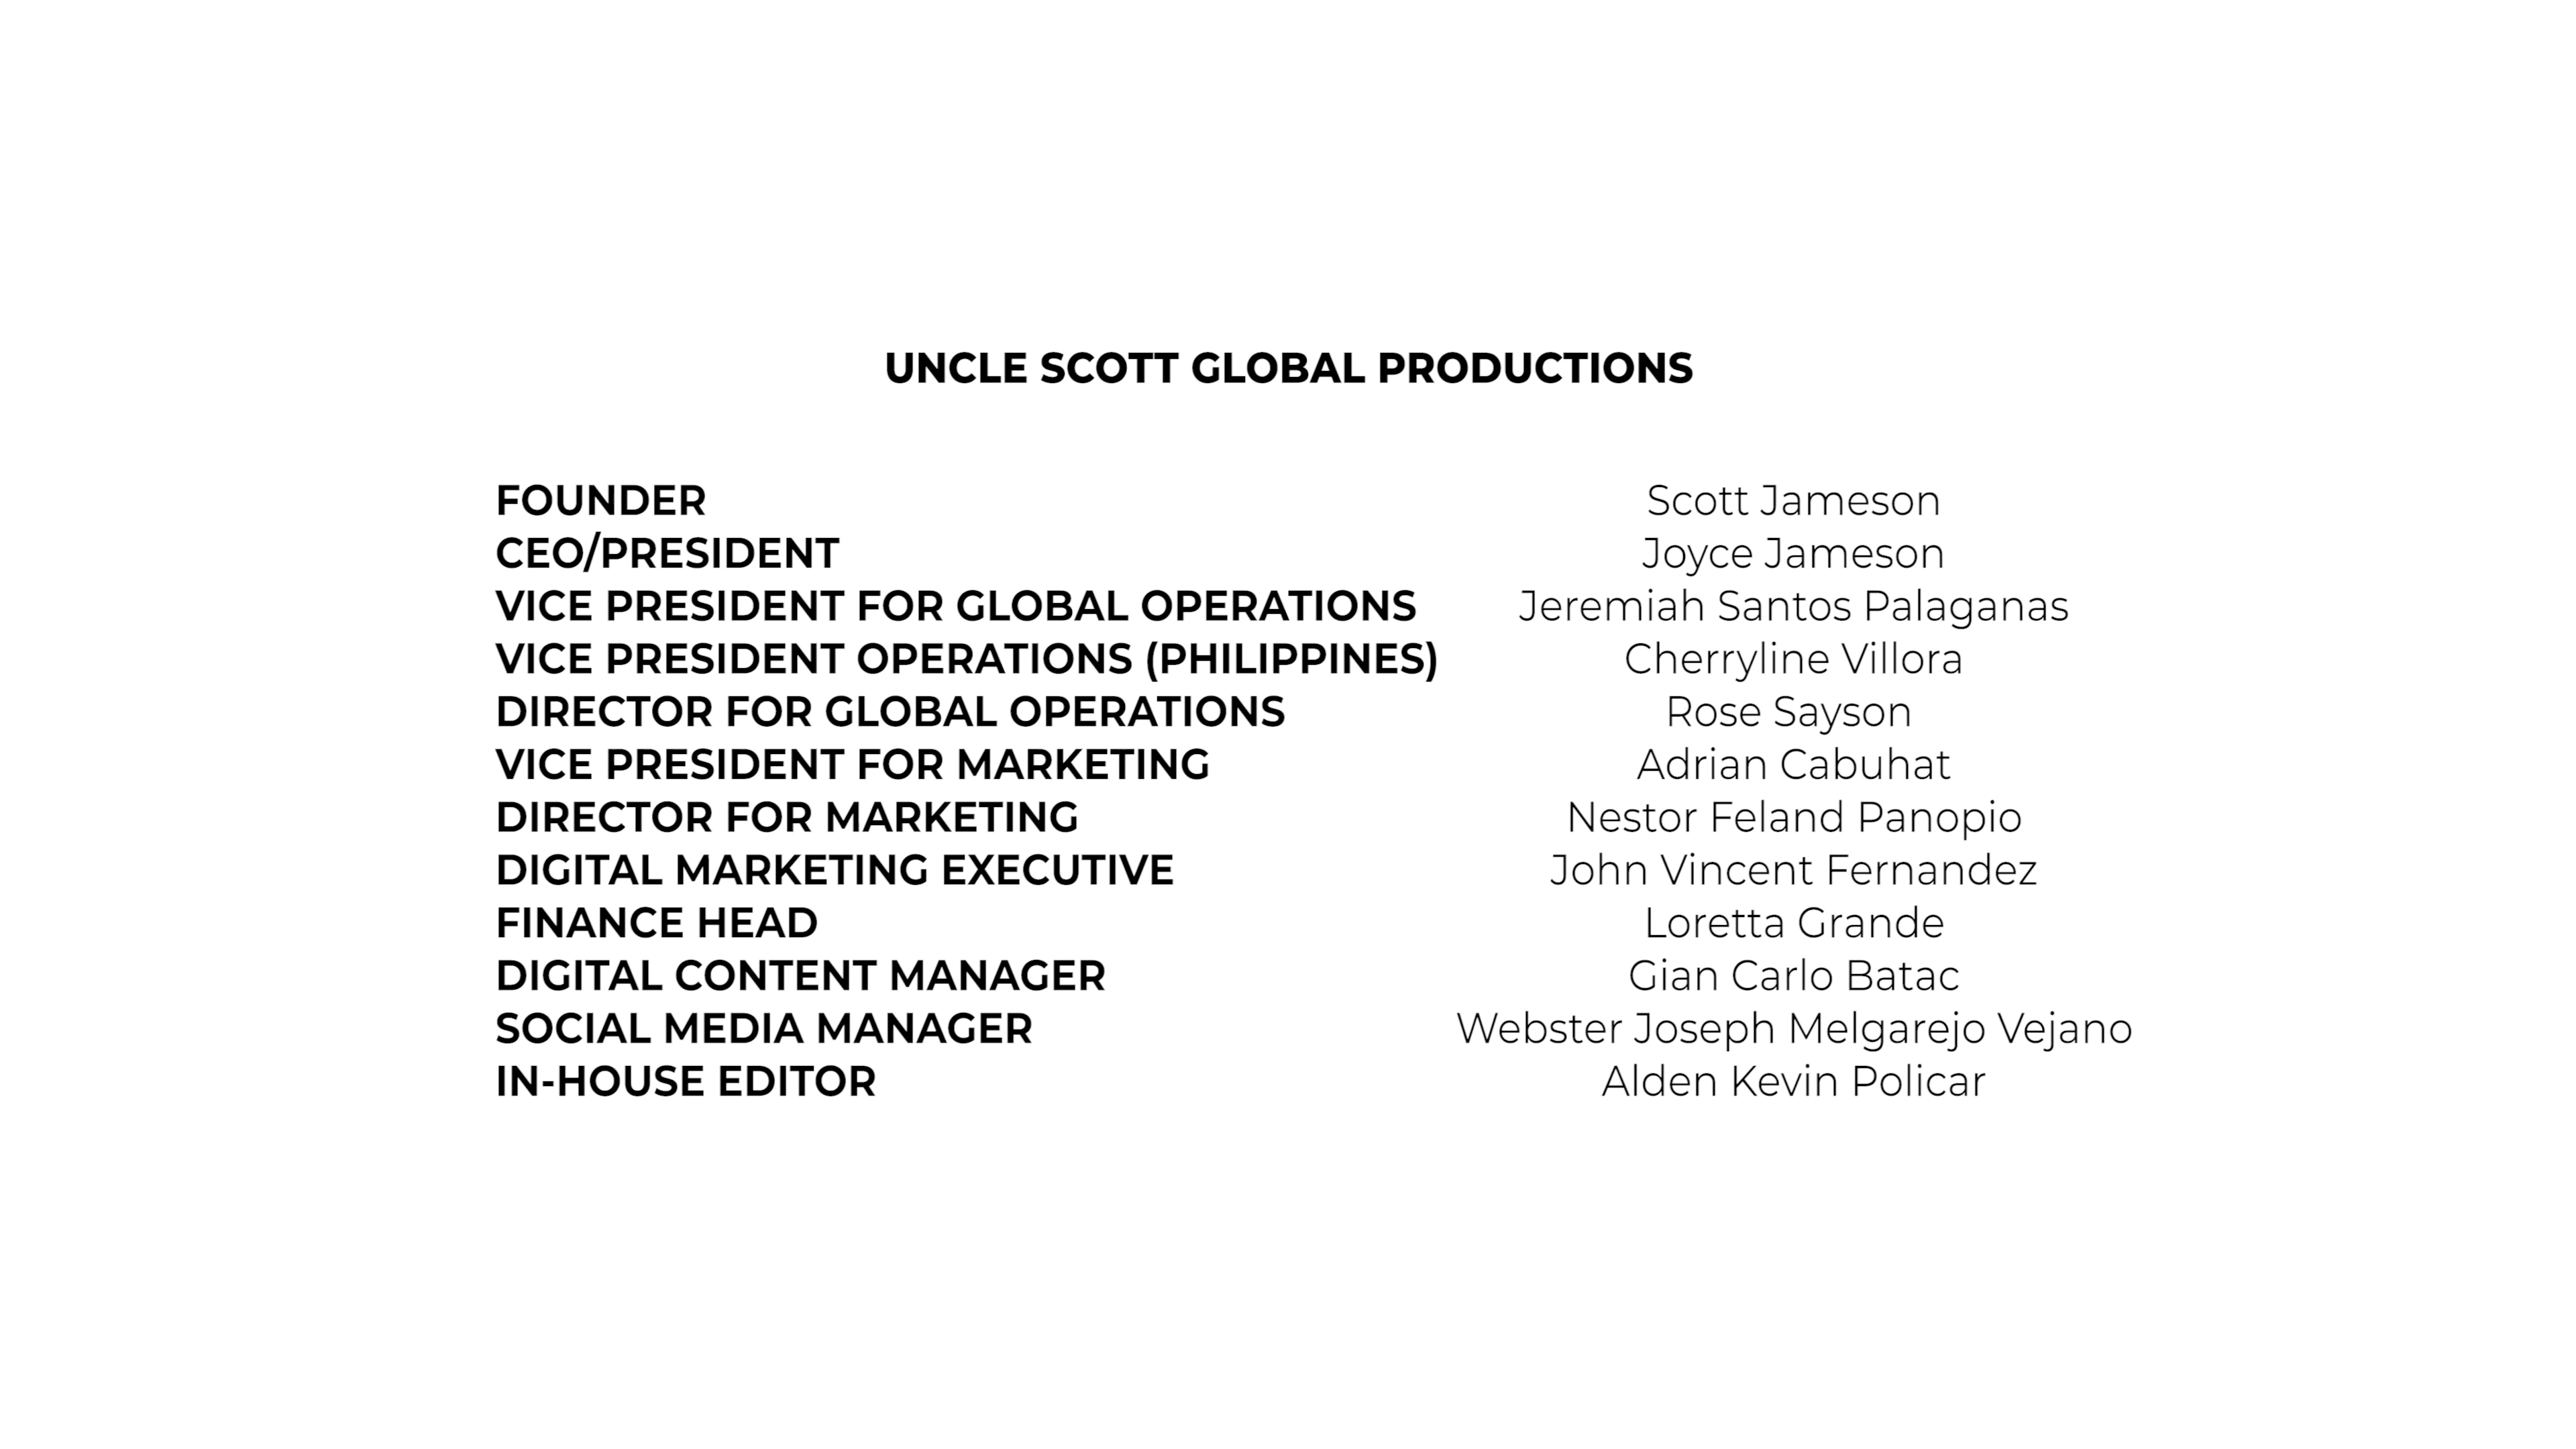 UNCLE SCOTT GLOBAL PRODUCTIONS
FOUNDER Scott Jameson
CEO/PRESIDENT Joyce Jameson
VICE PRESIDENT FOR GLOBAL OPERATIONS Jeremiah Santos Palaganas
VICE PRESIDENT OPERATIONS (PHILIPPINES) Cherryline Villora
DIRECTOR FOR GLOBAL OPERATIONS Rose Sayson
VICE PRESIDENT FOR MARKETING Adrian Cabuhat
DIRECTOR FOR MARKETING Nestor Feland Panopio
DIGITAL MARKETING EXECUTIVE John Vincent Fernandez
FINANCE HEAD Loretta Grande
DIGITAL CONTENT MANAGER Gian Carlo Batac
SOCIAL MEDIA MANAGER Webster Joseph Melgarejo Vejano
IN-HOUSE EDITOR Alden Kevin Policar